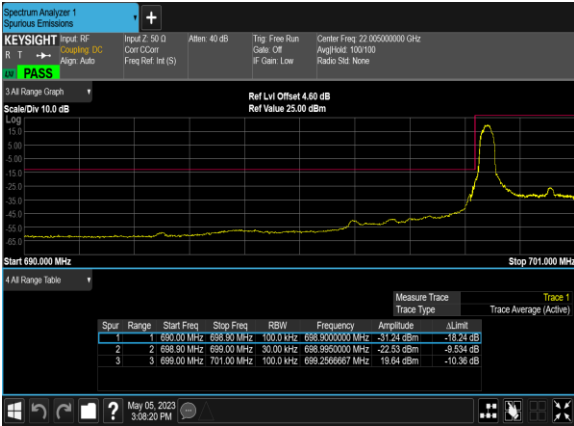 Spectrum Analyzer 1
Spurious Emissions
+
KEYSIGHT Input: RF Input Z: 50 Ω Atten: 40 dB Trig: Free Run Center Freq: 22.005000000 GHz
R T Coupling: DC Corr CCorr Gate: Off Avg|Hold: 100/100
Align: Auto Freq Ref: Int (S) IF Gain: Low Radio Std: None
LW PASS
3 All Range Graph
Ref Lvl Offset 4.60 dB
Scale/Div 10.0 dB Ref Value 25.00 dBm
Log
15.0
5.00
-5.00
-15.0
-25.0
-35.0
-45.0
-55.0
-65.0
Start 690.000 MHz Stop 701.000 MHz
4 All Range Table
Measure Trace Trace 1
Trace Type Trace Average (Active)
Spur Range Start Freq Stop Freq RBW Frequency Amplitude ΔLimit
1 1 690.00 MHz 698.90 MHz 100.0 kHz 698.9000000 MHz -31.24 dBm -18.24 dB
2 2 698.90 MHz 699.00 MHz 30.00 kHz 698.9950000 MHz -22.53 dBm -9.534 dB
3 3 699.00 MHz 701.00 MHz 100.0 kHz 699.2566667 MHz 19.64 dBm -10.36 dB
?
May 05, 2023
3:08:20 PM